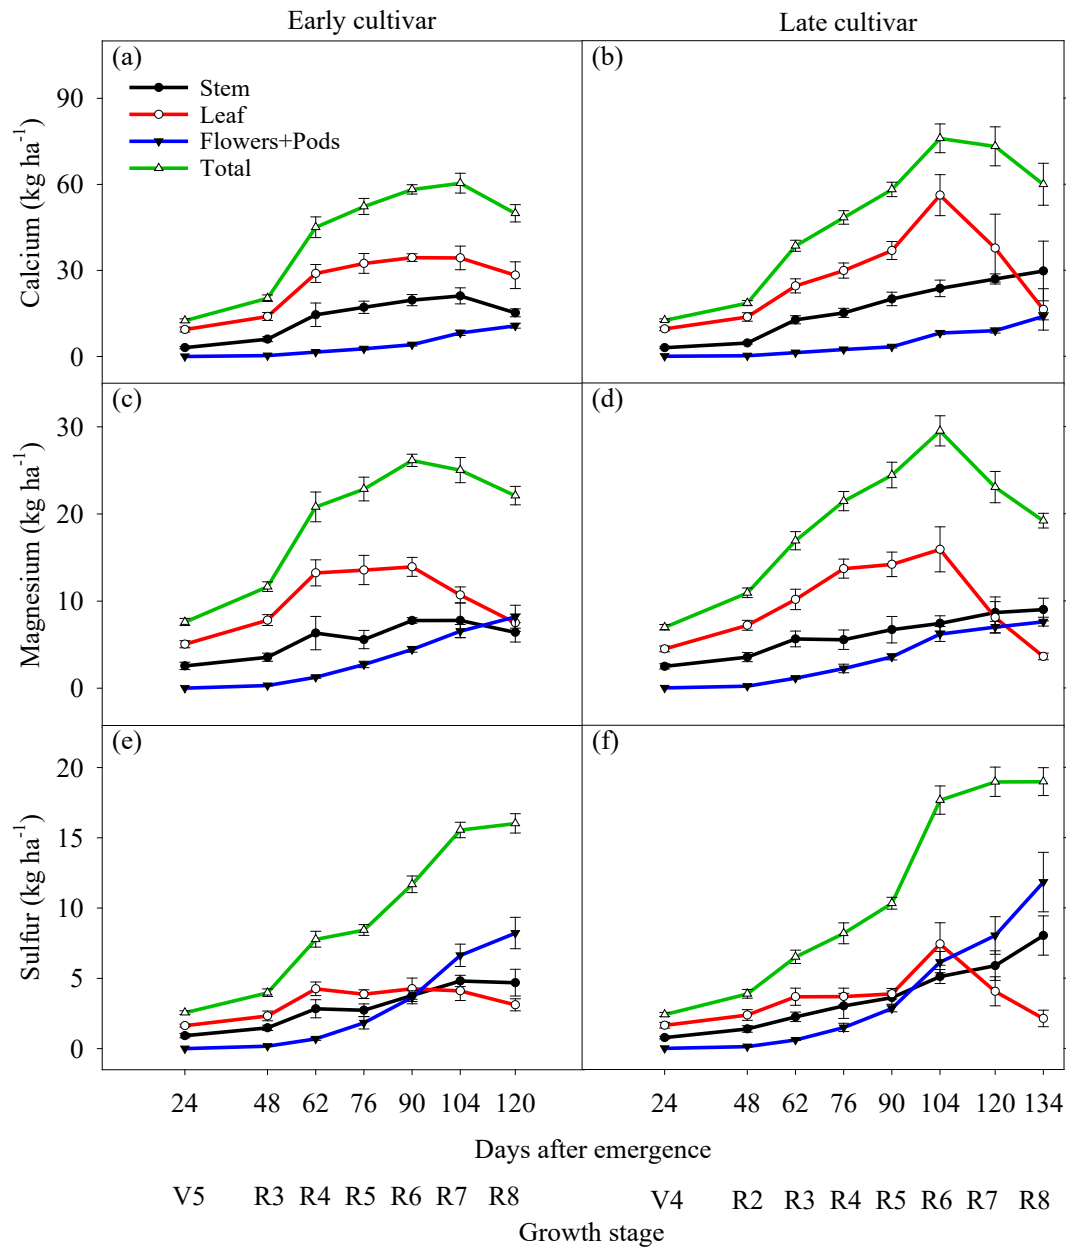 Early cultivar
Late cultivar
(a)
(b)
Stem
Leaf
Flowers+Pods
Total
Calcium (kg ha⁻¹)
90
60
30
0
(c)
(d)
Magnesium (kg ha⁻¹)
30
20
10
0
(e)
(f)
Sulfur (kg ha⁻¹)
20
15
10
5
0
24 48 62 76 90 104 120
24 48 62 76 90 104 120 134
Days after emergence
V5 R3 R4 R5 R6 R7 R8
V4 R2 R3 R4 R5 R6 R7 R8
Growth stage